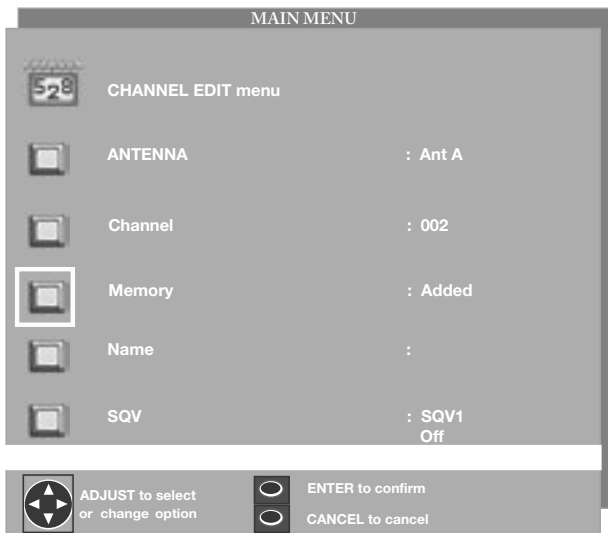 MAIN MENU
528
CHANNEL EDIT menu
ANTENNA : Ant A
Channel : 002
Memory : Added
Name :
SQV : SQV1
Off
ADJUST to select
or change option
ENTER to confirm
CANCEL to cancel